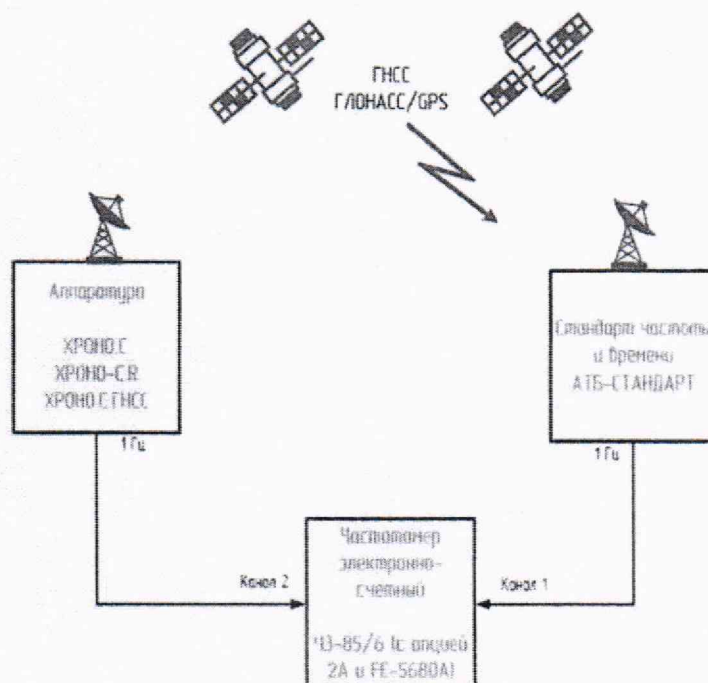 ГНСС
ГЛОНАСС/GPS
Аппаратура
ХРОНО.С
ХРОНО-С.R
ХРОНО.С.ГНСС
Стандарт частоты
и времени
АТБ-СТАНДАРТ
1 Гц
1 Гц
Канал 2
Канал 1
Частотомер
электронно-
счетный
Ч3-85/6 (с опцией
2А и FE-5680A)